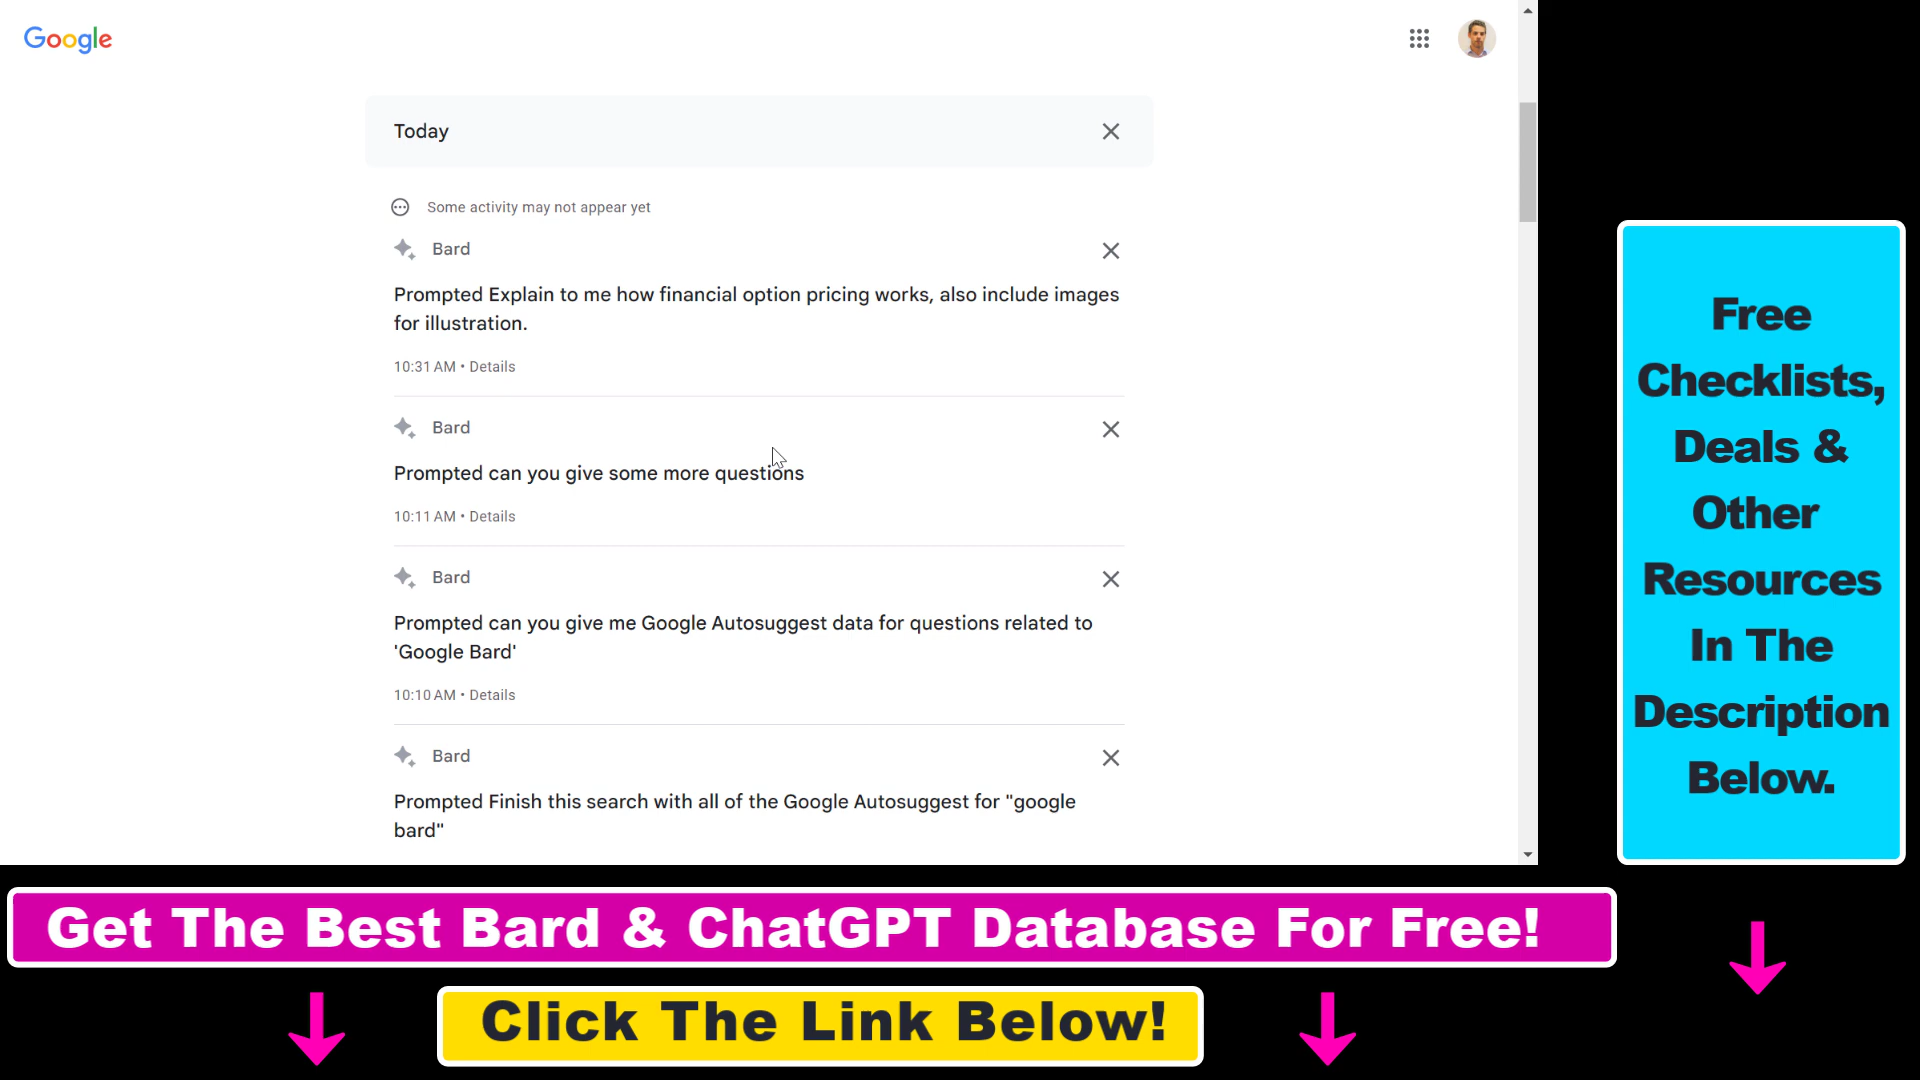 Google
Today
Some activity may not appear yet
Bard
Prompted Explain to me how financial option pricing works, also include images
for illustration.
10:31 AM • Details
Bard
Prompted can you give some more questions
10:11 AM • Details
Bard
Prompted can you give me Google Autosuggest data for questions related to
'Google Bard'
10:10 AM • Details
Bard
Prompted Finish this search with all of the Google Autosuggest for "google
bard"
Free
Checklists,
Deals &
Other
Resources
In The
Description
Below.
Get The Best Bard & ChatGPT Database For Free!
Click The Link Below!